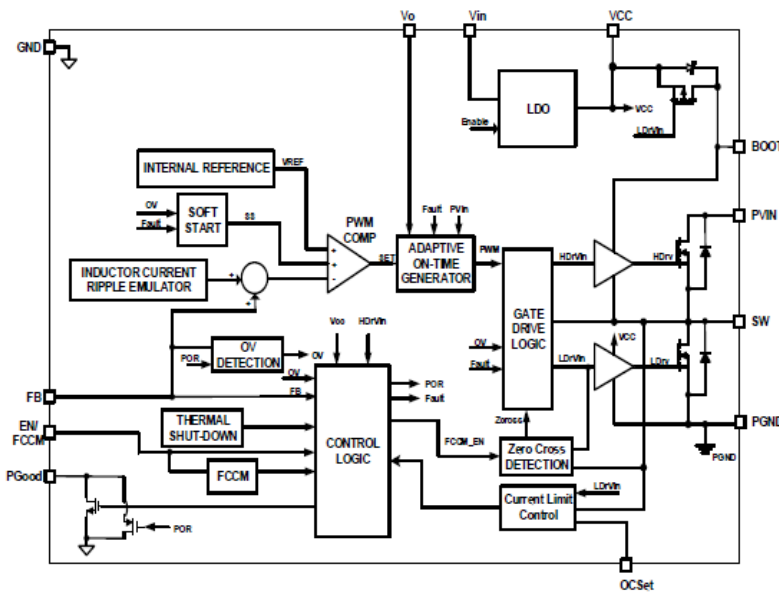 Vo
Vin
VCC
GND
LDO
VCC
Enable
LDrVin
BOOT
INTERNAL REFERENCE
VREF
OV
Fault
SOFT
START
SS
PWM
COMP
Fault
PVin
PVIN
ADAPTIVE
ON-TIME
GENERATOR
SET
PWM
HDrVin
HDrv
INDUCTOR CURRENT
RIPPLE EMULATOR
+
+
-
+
+
GATE
DRIVE
LOGIC
SW
Vcc
HDrVin
VCC
OV
Fault
LDrVin
LDrv
POR
OV
DETECTION
OV
OV
FB
FB
POR
Fault
CONTROL
LOGIC
EN/
FCCM
THERMAL
SHUT-DOWN
FCCM
FCCM_EN
Zcross
Zero Cross
DETECTION
PGND
PGND
PGood
POR
Current Limit
Control
LDrVin
OCSet